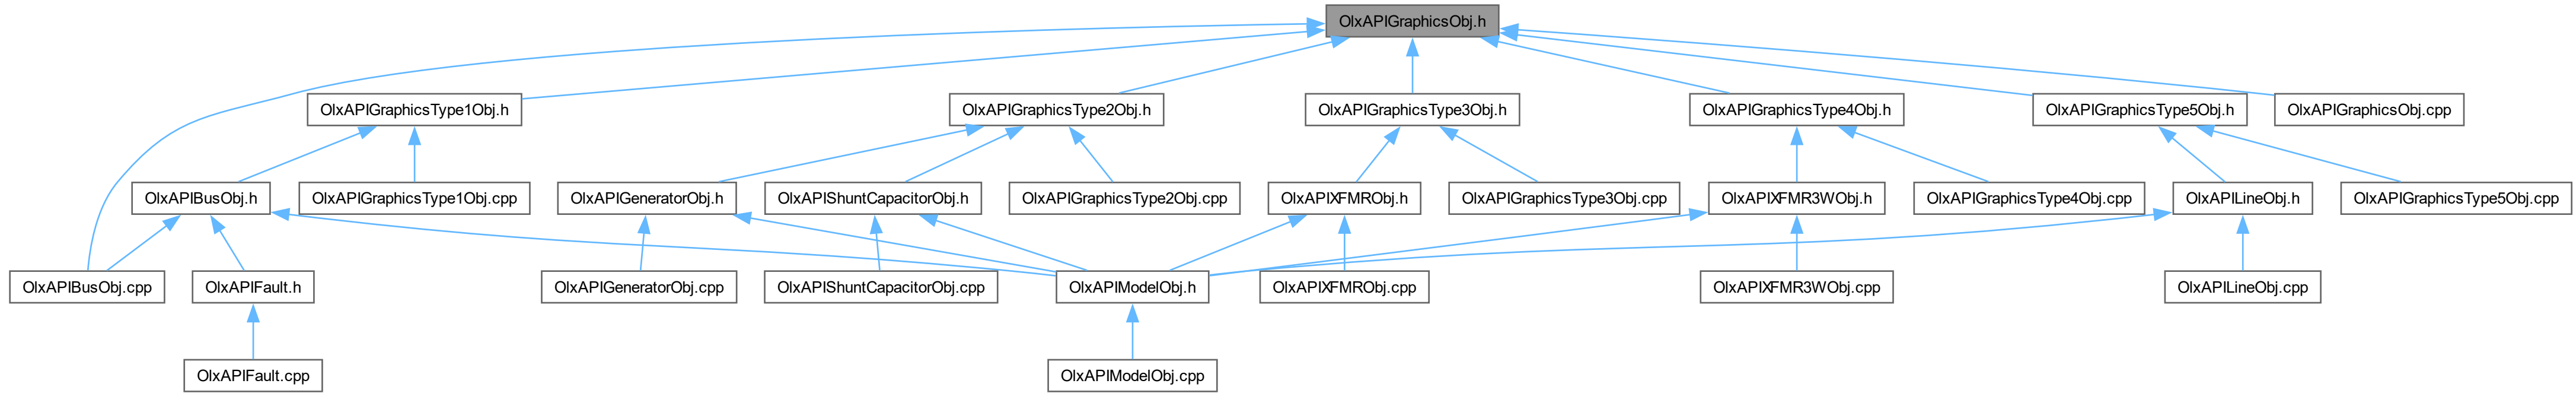 OlxAPIGraphicsObj.h
OlxAPIGraphicsType1Obj.h
OlxAPIGraphicsType2Obj.h
OlxAPIGraphicsType3Obj.h
OlxAPIGraphicsType4Obj.h
OlxAPIGraphicsType5Obj.h
OlxAPIGraphicsObj.cpp
OlxAPIBusObj.h
OlxAPIGraphicsType1Obj.cpp
OlxAPIGeneratorObj.h
OlxAPIShuntCapacitorObj.h
OlxAPIGraphicsType2Obj.cpp
OlxAPIXFMRObj.h
OlxAPIGraphicsType3Obj.cpp
OlxAPIXFMR3WObj.h
OlxAPIGraphicsType4Obj.cpp
OlxAPILineObj.h
OlxAPIGraphicsType5Obj.cpp
OlxAPIBusObj.cpp
OlxAPIFault.h
OlxAPIGeneratorObj.cpp
OlxAPIShuntCapacitorObj.cpp
OlxAPIModelObj.h
OlxAPIXFMRObj.cpp
OlxAPIXFMR3WObj.cpp
OlxAPILineObj.cpp
OlxAPIFault.cpp
OlxAPIModelObj.cpp